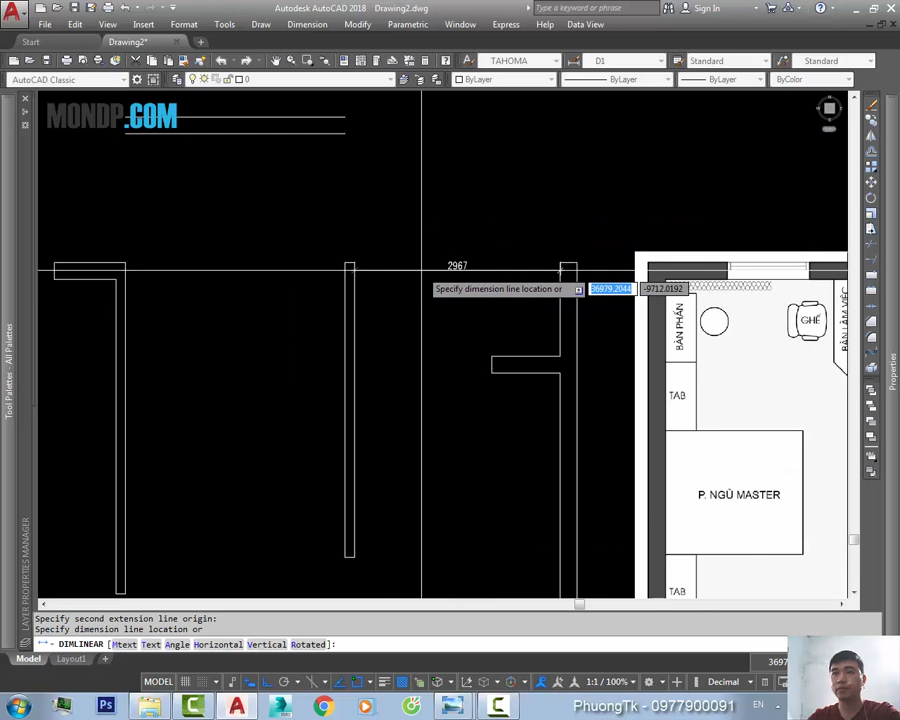 Autodesk AutoCAD 2018 Drawing2.dwg
Type a keyword or phrase
Sign In
File Edit View Insert Format Tools Draw Dimension Modify Parametric Window Express Help Data View
Start Drawing2*
TAHOMA D1 Standard Standard
AutoCAD Classic 0 ByLayer ByLayer ByLayer ByColor
MONDP.COM
2967
Specify dimension line location or 36979.2044 -9712.0192
BÀN PHẤN
GHẾ
BÀN LÀM VIỆC
TAB
P. NGỦ MASTER
TAB
Tool Palettes - All Palettes
LAYER PROPERTIES MANAGER
Properties
Specify second extension line origin:
Specify dimension line location or
DIMLINEAR [Mtext Text Angle Horizontal Vertical Rotated]:
Model Layout1
MODEL 1:1 / 100% Decimal
PhuongTk - 0977900091 EN